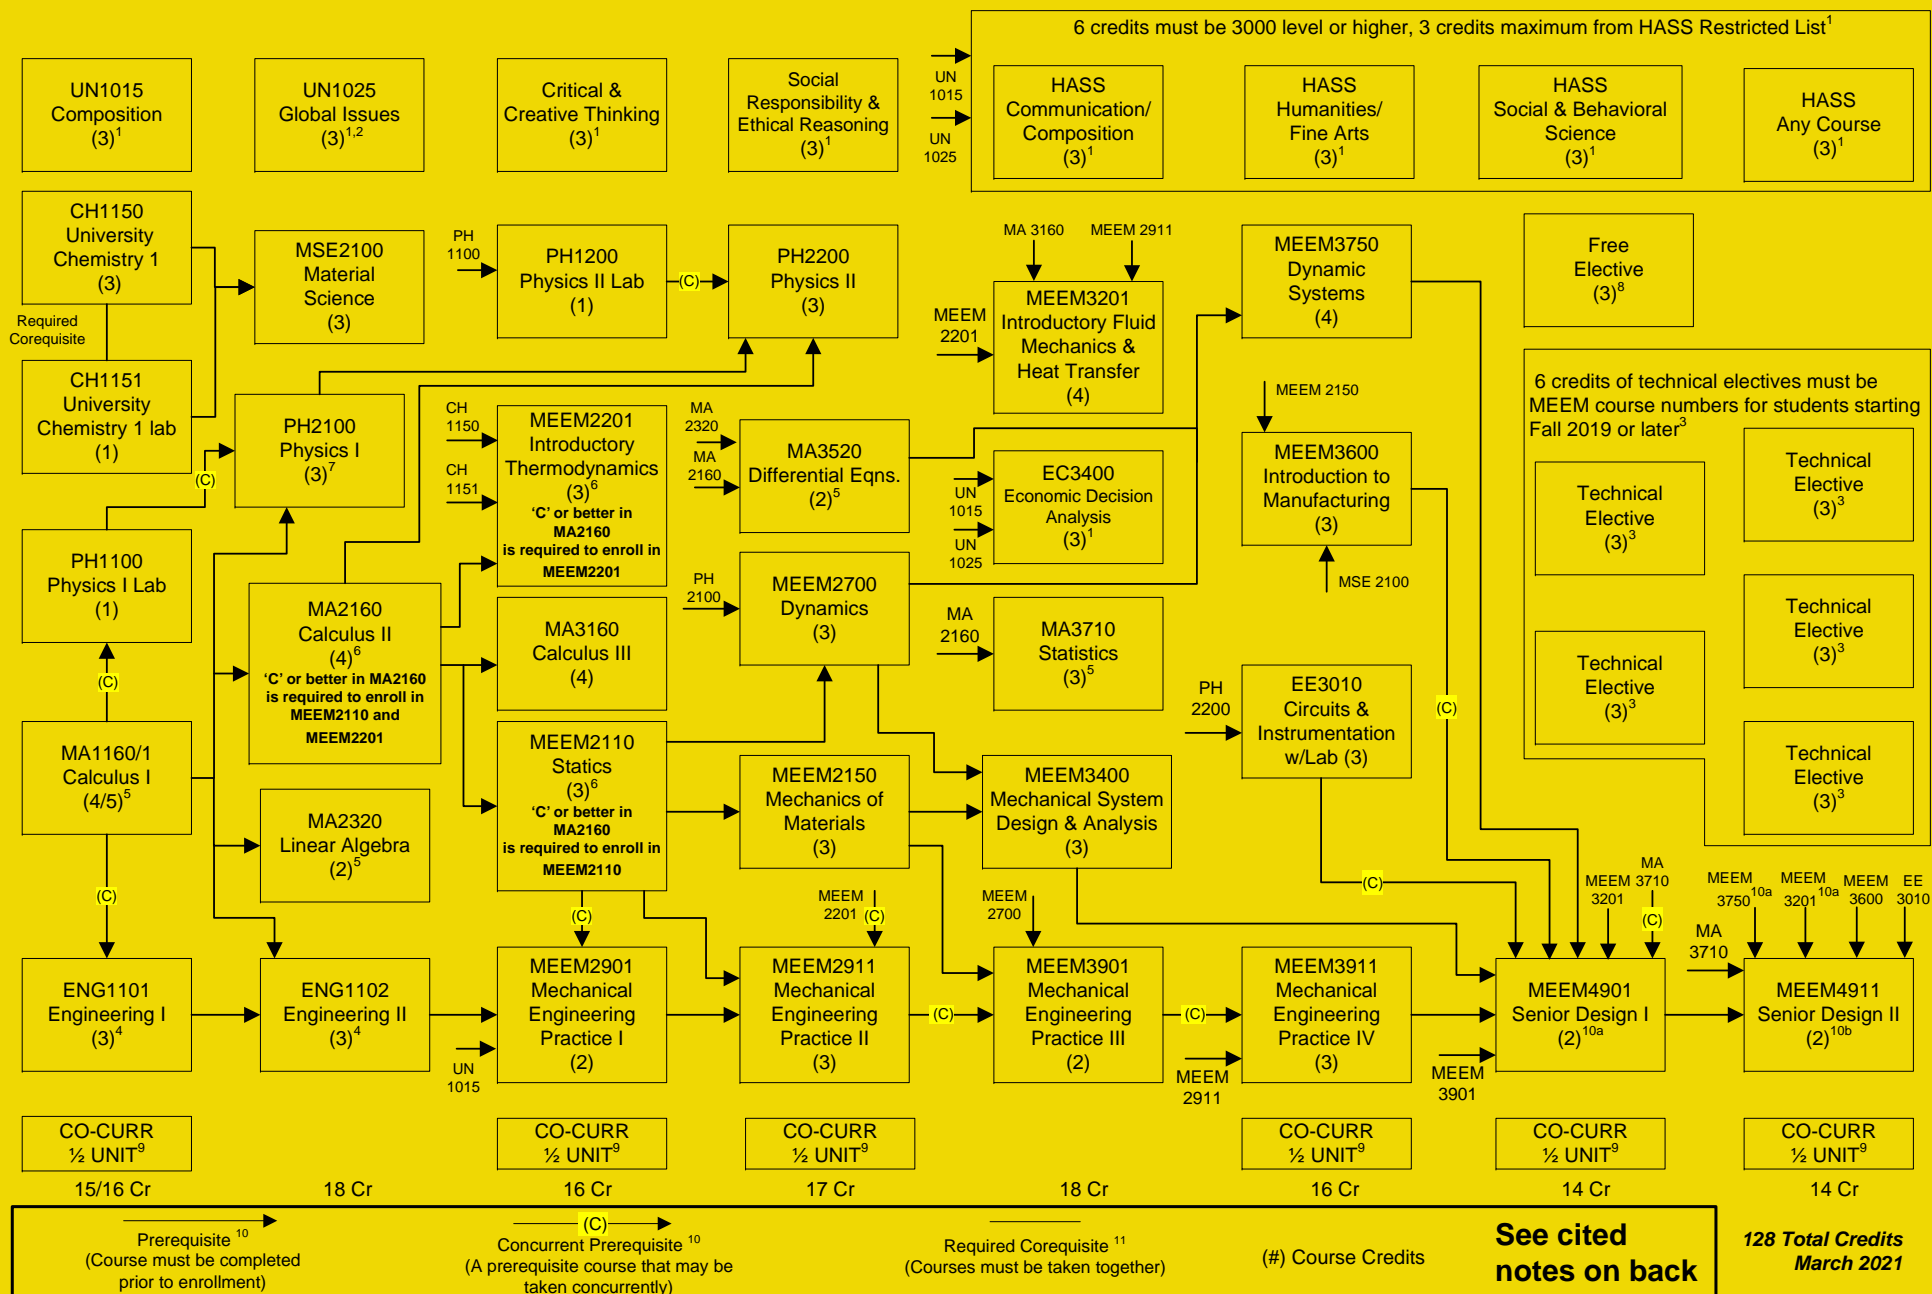 6 credits must be 3000 level or higher, 3 credits maximum from HASS Restricted List1
UN1015
Composition
(3)1
UN1025
Global Issues
(3)1,2
Critical &
Creative Thinking
(3)1
Social
Responsibility &
Ethical Reasoning
(3)1
UN
1015
UN
1025
HASS
Communication/
Composition
(3)1
HASS
Humanities/
Fine Arts
(3)1
HASS
Social & Behavioral
Science
(3)1
HASS
Any Course
(3)1
CH1150
University
Chemistry 1
(3)
Required
Corequisite
CH1151
University
Chemistry 1 lab
(1)
PH1100
Physics I Lab
(1)
(C)
MA1160/1
Calculus I
(4/5)5
(C)
ENG1101
Engineering I
(3)4
MSE2100
Material
Science
(3)
PH2100
Physics I
(3)7
(C)
MA2160
Calculus II
(4)6
‘C’ or better in MA2160
is required to enroll in
MEEM2110 and
MEEM2201
MA2320
Linear Algebra
(2)5
ENG1102
Engineering II
(3)4
PH
1100
PH1200
Physics II Lab
(1)
(C)
CH
1150
CH
1151
MEEM2201
Introductory
Thermodynamics
(3)6
‘C’ or better in
MA2160
is required to enroll in
MEEM2201
MA3160
Calculus III
(4)
MEEM2110
Statics
(3)6
‘C’ or better in
MA2160
is required to enroll in
MEEM2110
(C)
UN
1015
MEEM2901
Mechanical
Engineering
Practice I
(2)
PH2200
Physics II
(3)
MA
2320
MA
2160
MA3520
Differential Eqns.
(2)5
PH
2100
MEEM2700
Dynamics
(3)
MEEM2150
Mechanics of
Materials
(3)
MEEM
2201
(C)
MEEM2911
Mechanical
Engineering
Practice II
(3)
(C)
MA 3160
MEEM 2911
MEEM
2201
MEEM3201
Introductory Fluid
Mechanics &
Heat Transfer
(4)
UN
1015
UN
1025
EC3400
Economic Decision
Analysis
(3)1
MA
2160
MA3710
Statistics
(3)5
MEEM3400
Mechanical System
Design & Analysis
(3)
MEEM
2700
MEEM3901
Mechanical
Engineering
Practice III
(2)
(C)
MEEM3750
Dynamic
Systems
(4)
MEEM 2150
MEEM3600
Introduction to
Manufacturing
(3)
MSE 2100
PH
2200
EE3010
Circuits &
Instrumentation
w/Lab (3)
(C)
(C)
MEEM
2911
MEEM3911
Mechanical
Engineering
Practice IV
(3)
Free
Elective
(3)8
6 credits of technical electives must be
MEEM course numbers for students starting
Fall 2019 or later3
Technical
Elective
(3)3
Technical
Elective
(3)3
Technical
Elective
(3)3
Technical
Elective
(3)3
Technical
Elective
(3)3
MEEM
3201
MA
3710
(C)
MEEM
3901
MEEM4901
Senior Design I
(2)10a
MA
3710
MEEM
3750 10a
MEEM
3201 10a
MEEM
3600
EE
3010
MEEM4911
Senior Design II
(2)10b
CO-CURR
½ UNIT9
CO-CURR
½ UNIT9
CO-CURR
½ UNIT9
CO-CURR
½ UNIT9
CO-CURR
½ UNIT9
CO-CURR
½ UNIT9
15/16 Cr
18 Cr
16 Cr
17 Cr
18 Cr
16 Cr
14 Cr
14 Cr
Prerequisite 10
(Course must be completed
prior to enrollment)
(C)
Concurrent Prerequisite 10
(A prerequisite course that may be
taken concurrently)
Required Corequisite 11
(Courses must be taken together)
(#) Course Credits
See cited
notes on back
128 Total Credits
March 2021